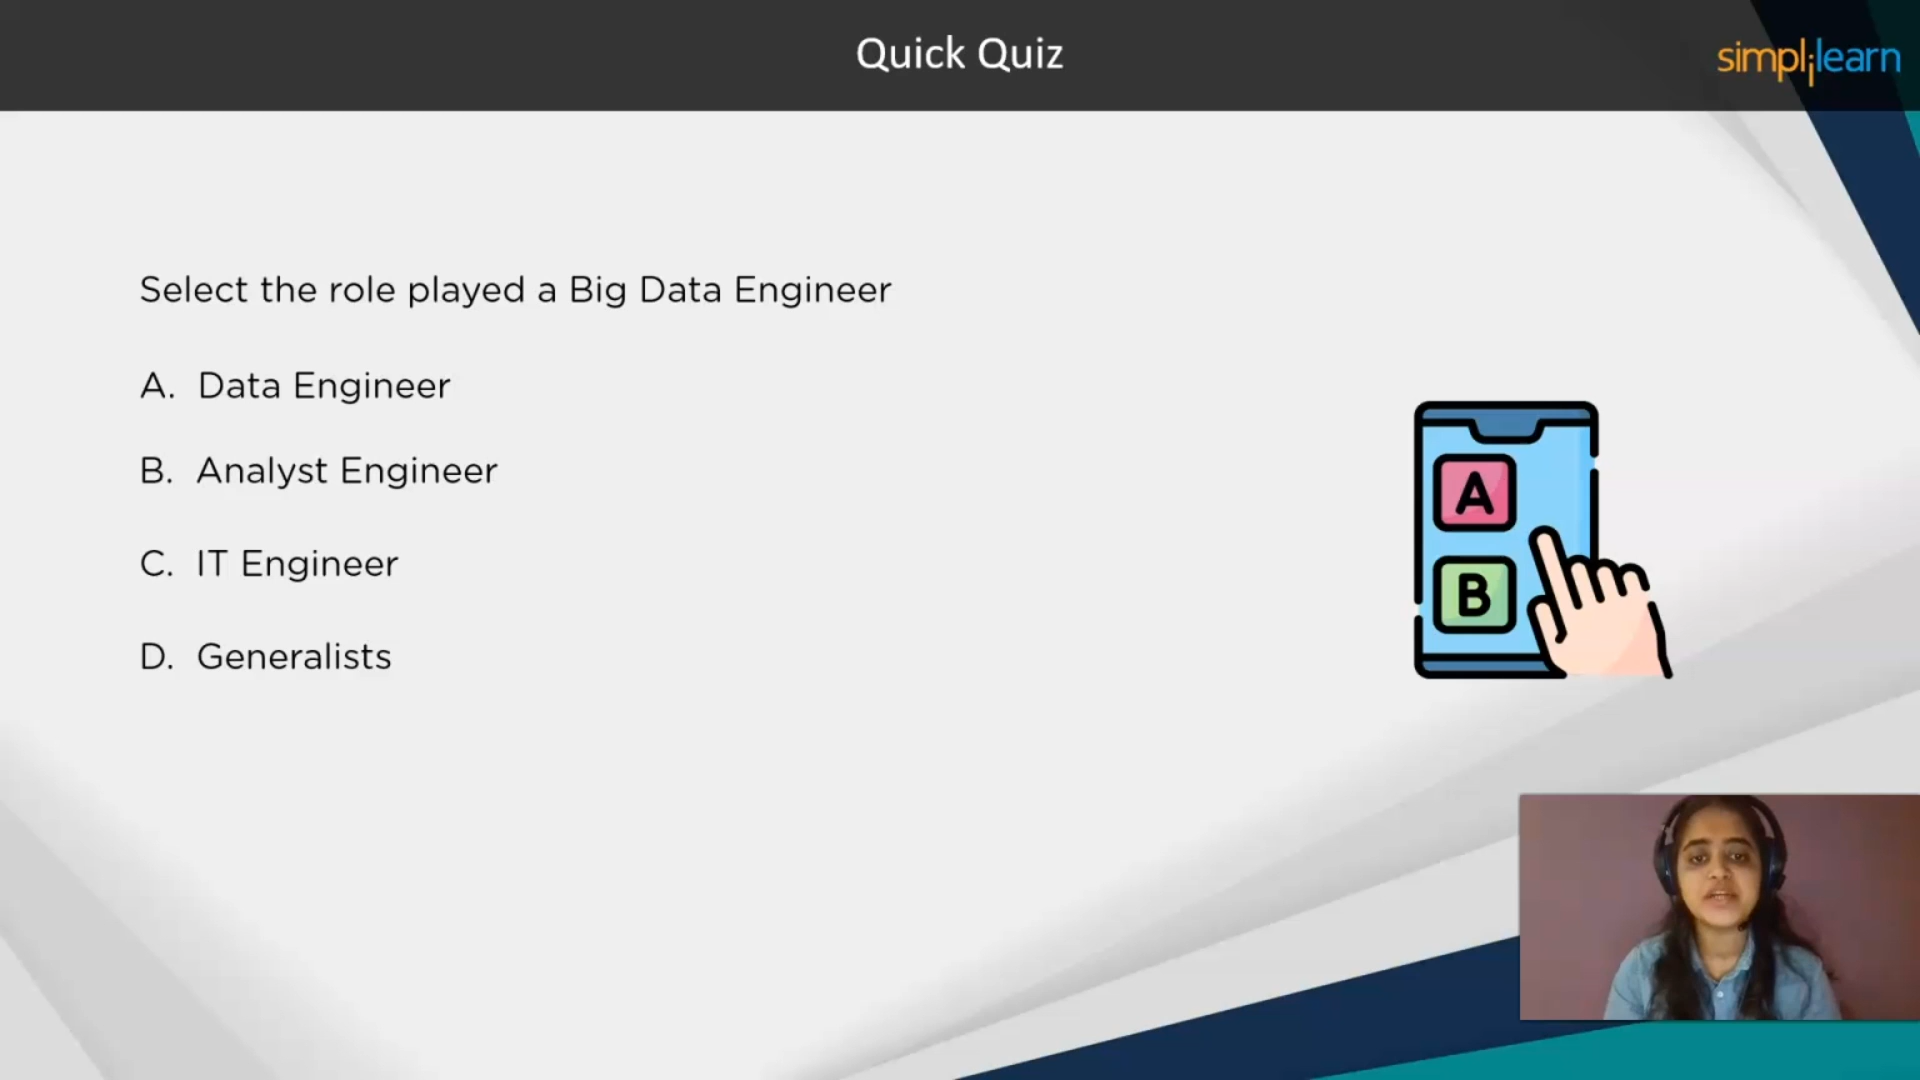 Quick Quiz
simplilearn
Select the role played a Big Data Engineer
A. Data Engineer
B. Analyst Engineer
C. IT Engineer
D. Generalists
A
B